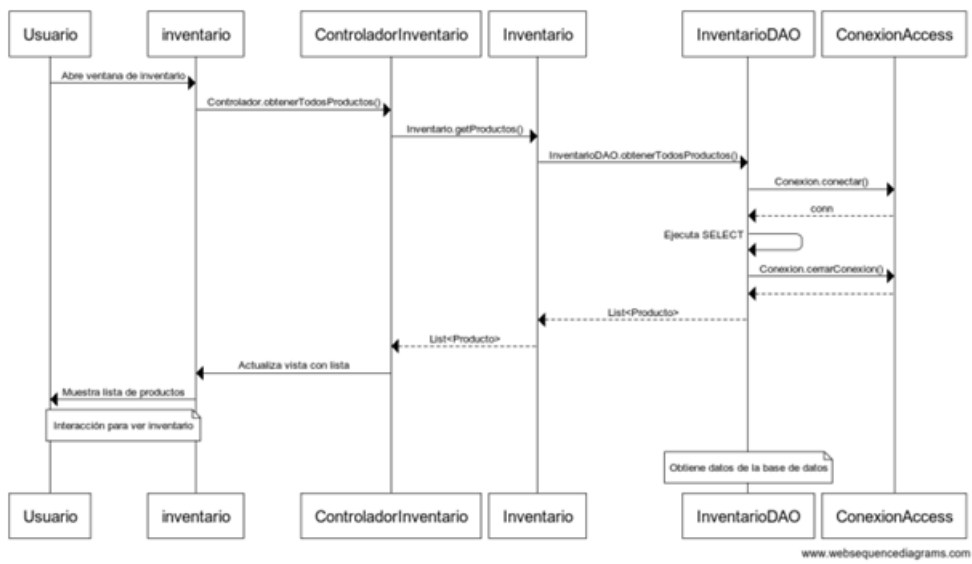 Usuario
inventario
ControladorInventario
Inventario
InventarioDAO
ConexionAccess
Abre ventana de inventario
Controlador.obtenerTodosProductos()
Inventario.getProductos()
InventarioDAO.obtenerTodosProductos()
Conexion.conectar()
conn
Ejecuta SELECT
Conexion.cerrarConexion()
List<Producto>
List<Producto>
Actualiza vista con lista
Muestra lista de productos
Interacción para ver inventario
Obtiene datos de la base de datos
Usuario
inventario
ControladorInventario
Inventario
InventarioDAO
ConexionAccess
www.websequencediagrams.com